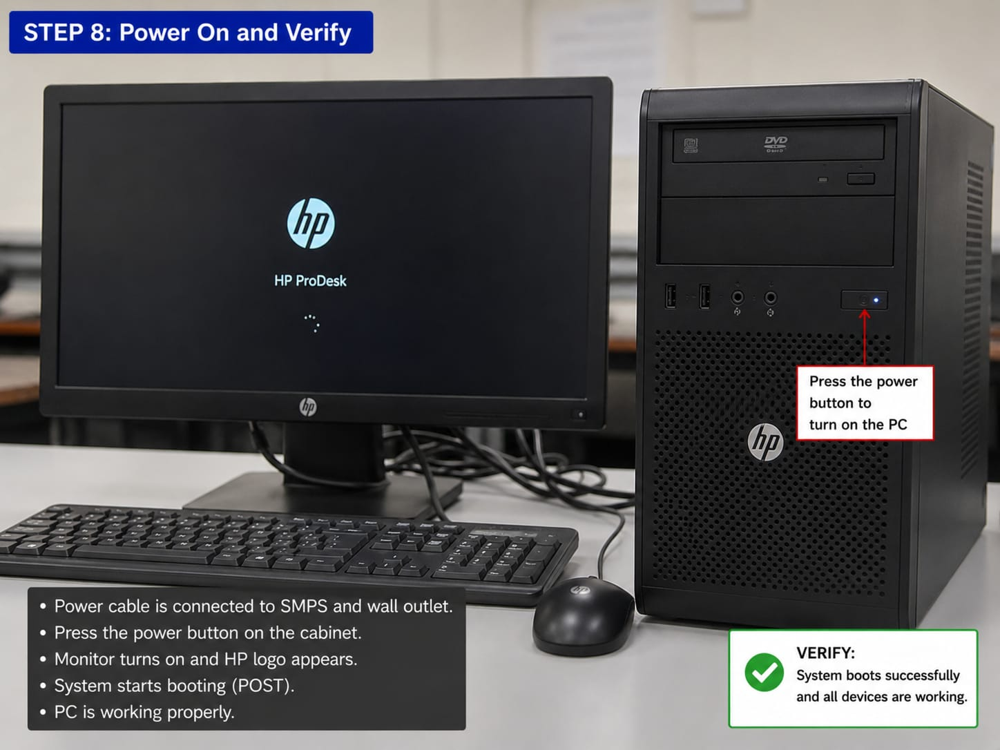 STEP 8: Power On and Verify
hp
HP ProDesk
hp
DVD
Press the power
button to
turn on the PC
hp
hp
• Power cable is connected to SMPS and wall outlet.
• Press the power button on the cabinet.
• Monitor turns on and HP logo appears.
• System starts booting (POST).
• PC is working properly.
VERIFY:
System boots successfully
and all devices are working.